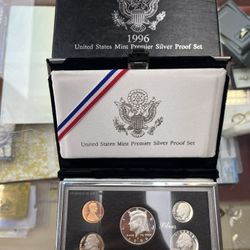 1996
United States Mint Premier Silver Proof Set
United States Mint Premier Silver Proof Set